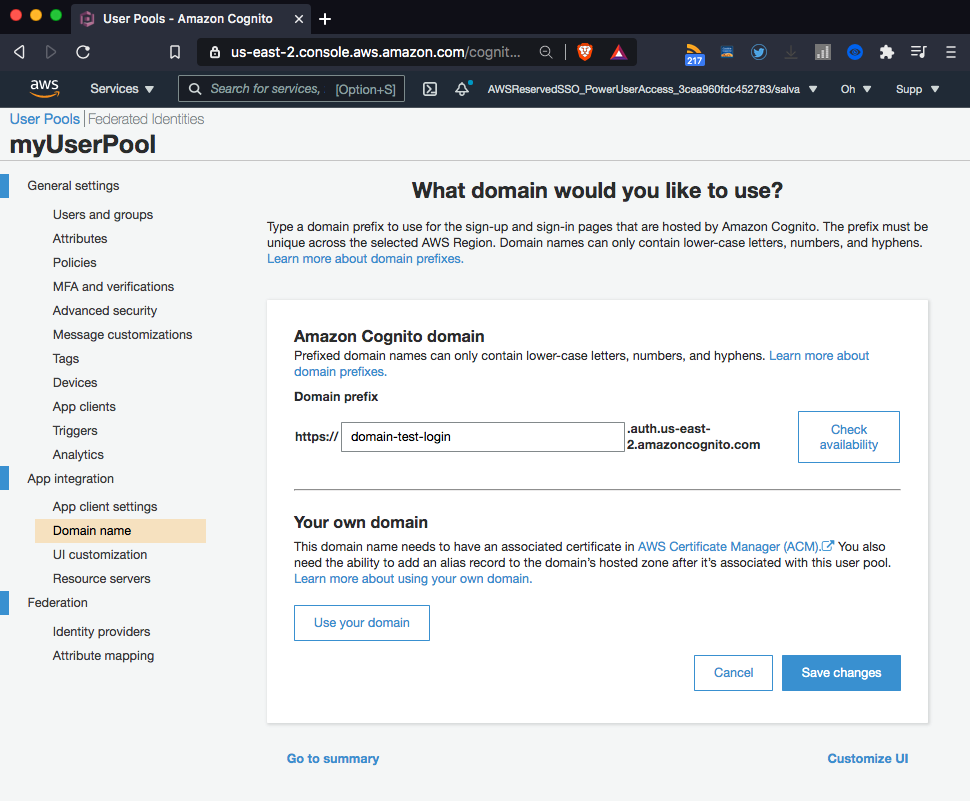 User Pools - Amazon Cognito
us-east-2.console.aws.amazon.com/cognit...
217
aws
Services
Search for services,
[Option+S]
AWSReservedSSO_PowerUserAccess_3cea960fdc452783/salva
Oh
Supp
User Pools
Federated Identities
myUserPool
General settings
Users and groups
Attributes
Policies
MFA and verifications
Advanced security
Message customizations
Tags
Devices
App clients
Triggers
Analytics
App integration
App client settings
Domain name
UI customization
Resource servers
Federation
Identity providers
Attribute mapping
What domain would you like to use?
Type a domain prefix to use for the sign-up and sign-in pages that are hosted by Amazon Cognito. The prefix must be
unique across the selected AWS Region. Domain names can only contain lower-case letters, numbers, and hyphens.
Learn more about domain prefixes.
Amazon Cognito domain
Prefixed domain names can only contain lower-case letters, numbers, and hyphens. Learn more about
domain prefixes.
Domain prefix
https://
domain-test-login
.auth.us-east-
2.amazoncognito.com
Check
availability
Your own domain
This domain name needs to have an associated certificate in AWS Certificate Manager (ACM). You also
need the ability to add an alias record to the domain's hosted zone after it's associated with this user pool.
Learn more about using your own domain.
Use your domain
Cancel
Save changes
Go to summary
Customize UI